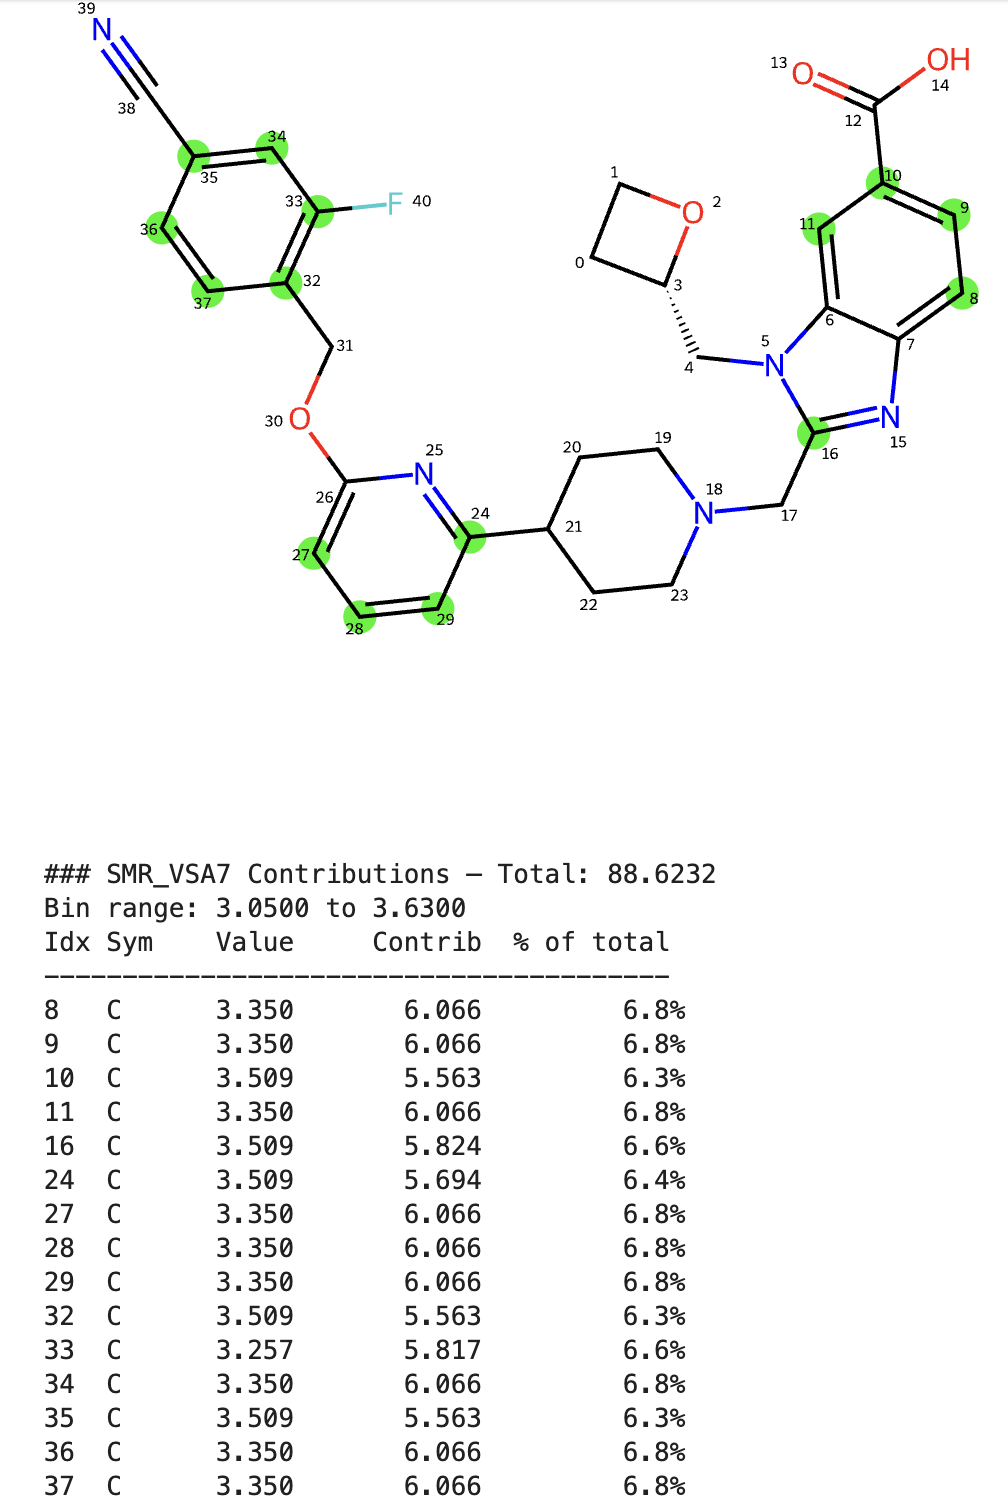 39
N
38
34
35
33
F 40
36
32
37
31
O
30
25
N
26
24
27
29
28
20
19
21
18
N
22
23
17
13
O
OH
14
12
1
O 2
0
3
4
10
9
11
8
6
7
5
N
N
15
16
### SMR_VSA7 Contributions — Total: 88.6232
Bin range: 3.0500 to 3.6300
Idx Sym Value Contrib % of total
----------------------------------------
8 C 3.350 6.066 6.8%
9 C 3.350 6.066 6.8%
10 C 3.509 5.563 6.3%
11 C 3.350 6.066 6.8%
16 C 3.509 5.824 6.6%
24 C 3.509 5.694 6.4%
27 C 3.350 6.066 6.8%
28 C 3.350 6.066 6.8%
29 C 3.350 6.066 6.8%
32 C 3.509 5.563 6.3%
33 C 3.257 5.817 6.6%
34 C 3.350 6.066 6.8%
35 C 3.509 5.563 6.3%
36 C 3.350 6.066 6.8%
37 C 3.350 6.066 6.8%